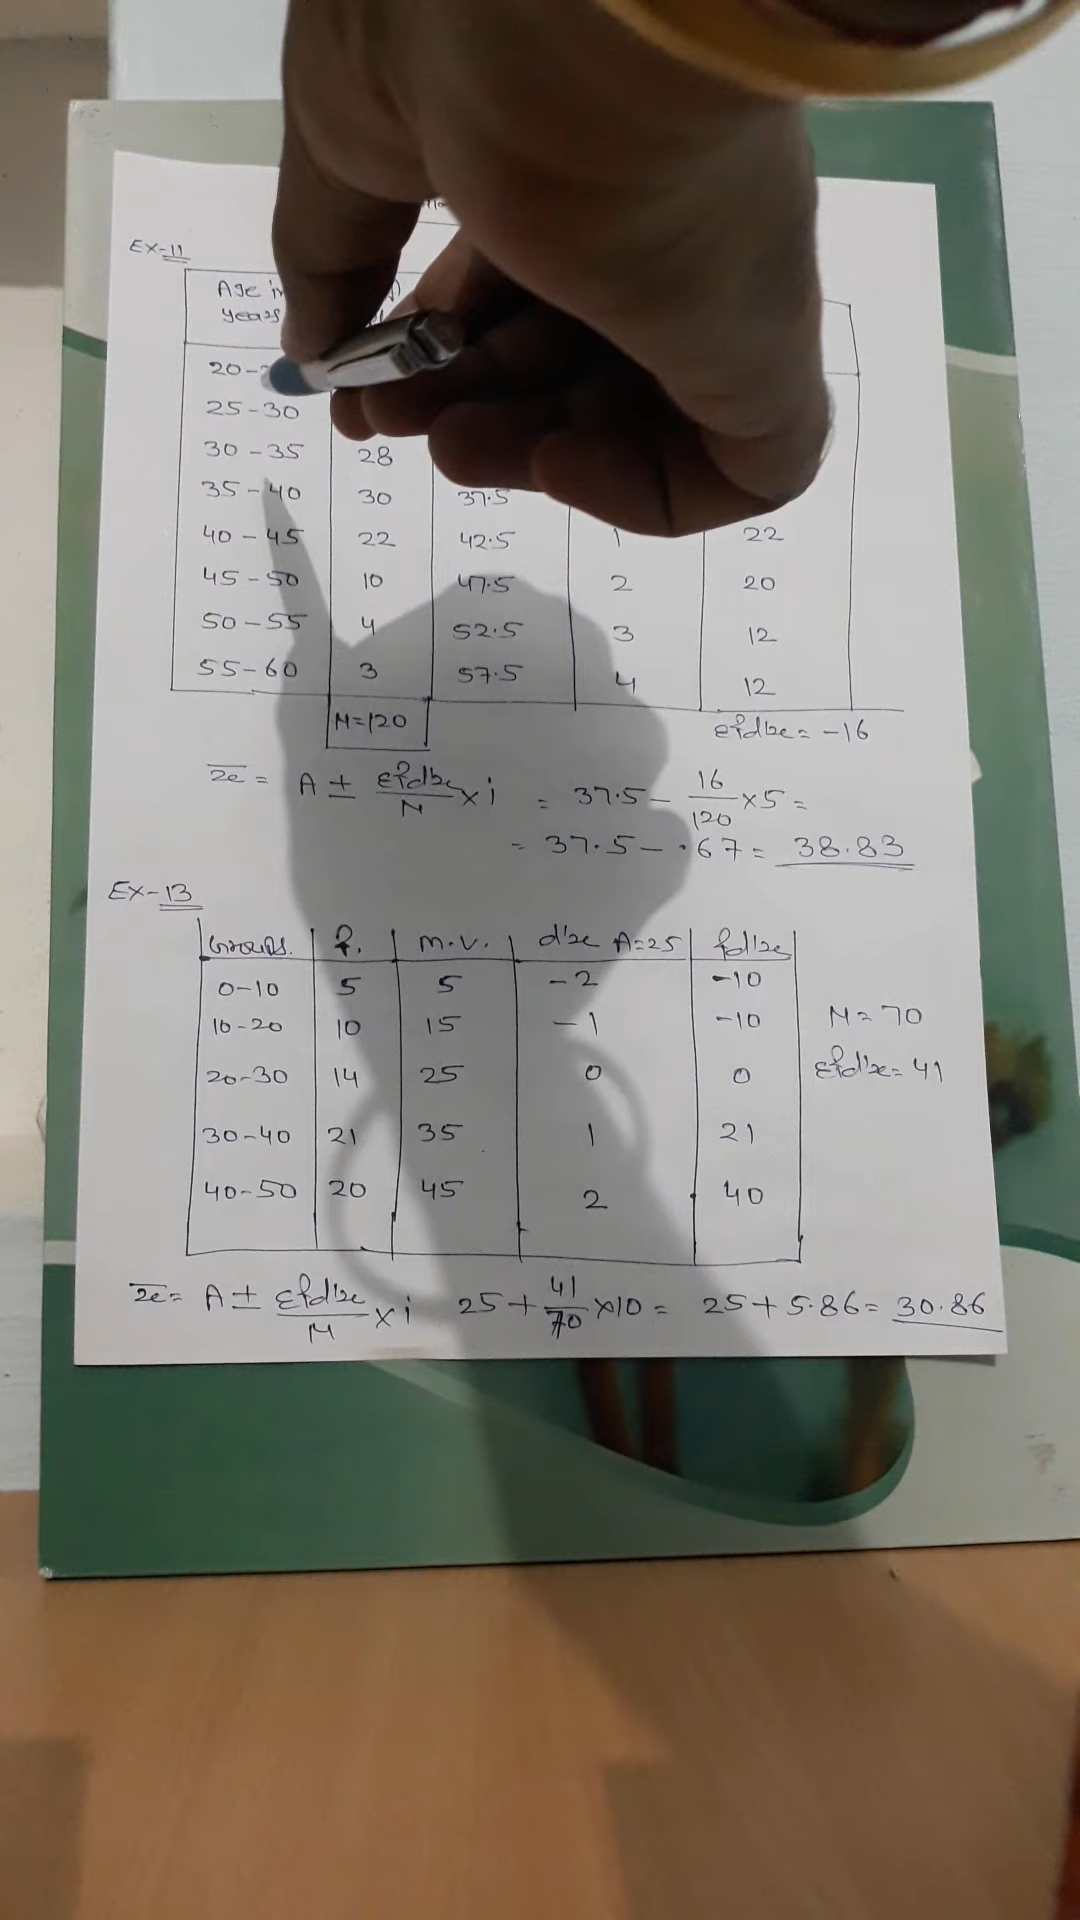 EX-11
Age in
years
20-
25-30
30-35 28
35-40 30 37.5
40-45 22 42.5 1 22
45-50 10 47.5 2 20
50-55 4 52.5 3 12
55-60 3 57.5 4 12
N=120 Σfd'x = -16
x̄ = A ± Σfd'x/N × i = 37.5 - 16/120 × 5 =
= 37.5 - .67 = 38.83
EX-13
Groups. f. m.v. d'x A=25 fd'x
0-10 5 5 -2 -10
10-20 10 15 -1 -10 N = 70
20-30 14 25 0 0 Σfd'x = 41
30-40 21 35 1 21
40-50 20 45 2 40
x̄ = A ± Σfd'x/N × i 25 + 41/70 × 10 = 25 + 5.86 = 30.86